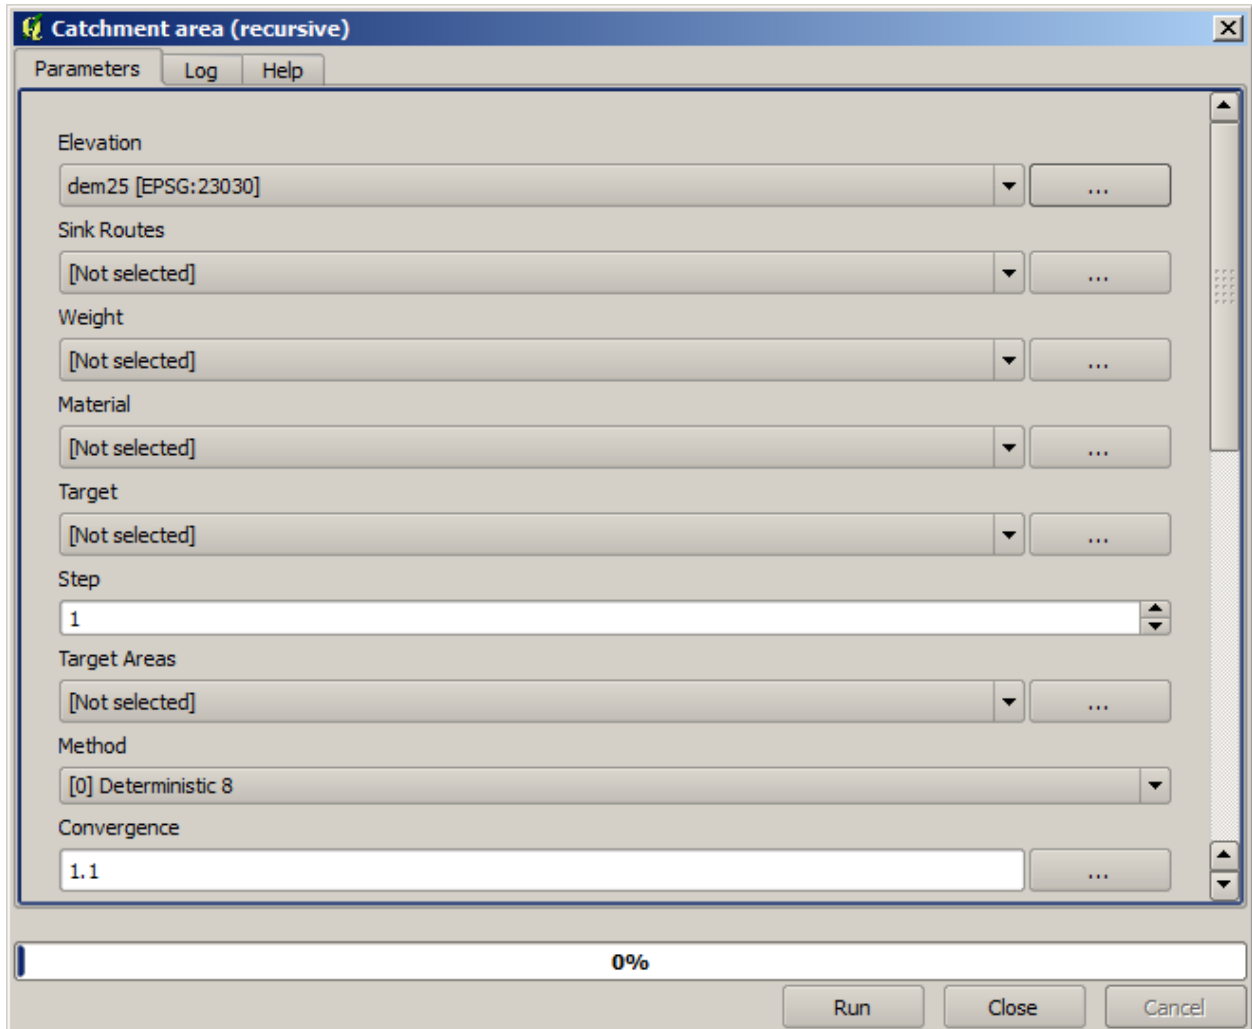 Catchment area (recursive)
Parameters Log Help
Elevation
dem25 [EPSG:23030]
...
Sink Routes
[Not selected]
...
Weight
[Not selected]
...
Material
[Not selected]
...
Target
[Not selected]
...
Step
1
Target Areas
[Not selected]
...
Method
[0] Deterministic 8
Convergence
1.1
...
0%
Run Close Cancel